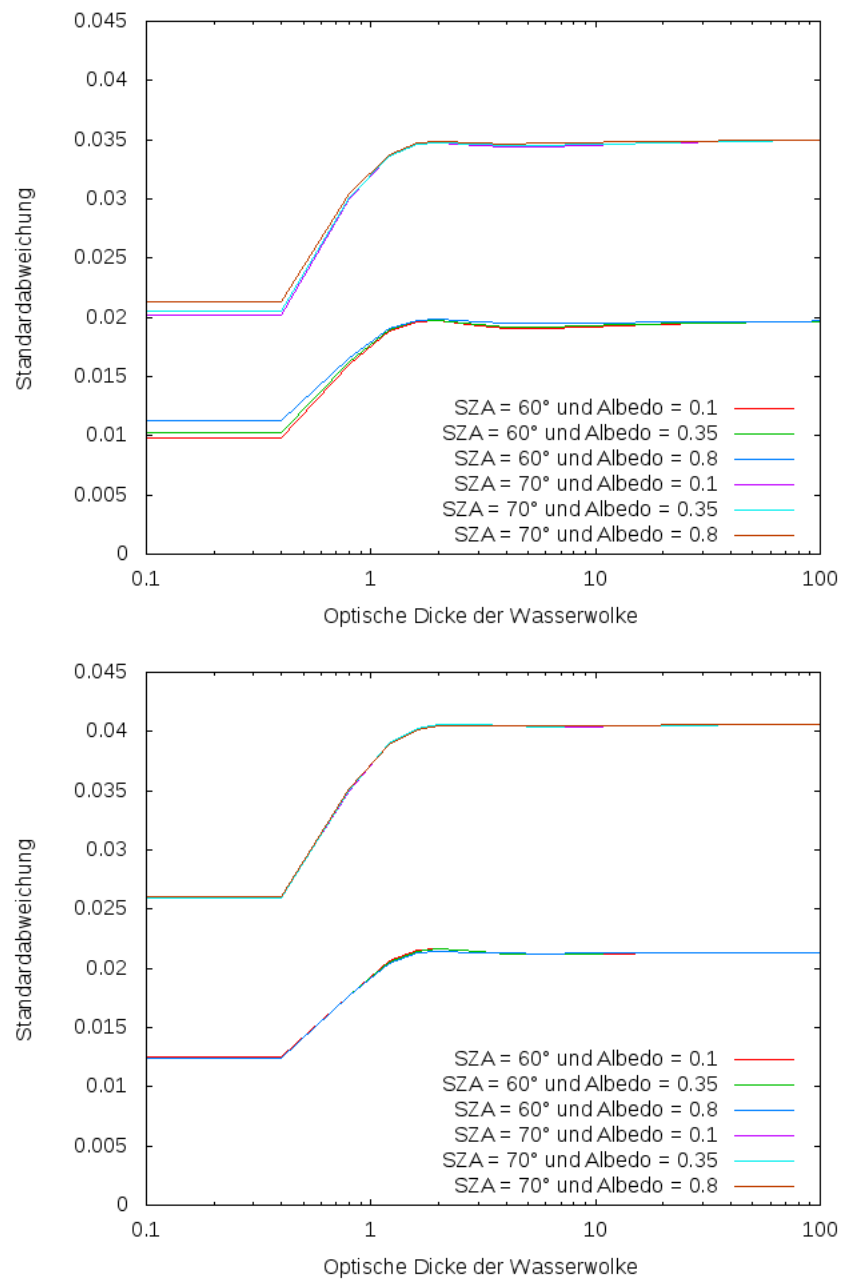 0.045
0.04
0.035
0.03
0.025
0.02
0.015
0.01
0.005
0
Standardabweichung
SZA = 60° und Albedo = 0.1
SZA = 60° und Albedo = 0.35
SZA = 60° und Albedo = 0.8
SZA = 70° und Albedo = 0.1
SZA = 70° und Albedo = 0.35
SZA = 70° und Albedo = 0.8
0.1 1 10 100
Optische Dicke der Wasserwolke
0.045
0.04
0.035
0.03
0.025
0.02
0.015
0.01
0.005
0
Standardabweichung
SZA = 60° und Albedo = 0.1
SZA = 60° und Albedo = 0.35
SZA = 60° und Albedo = 0.8
SZA = 70° und Albedo = 0.1
SZA = 70° und Albedo = 0.35
SZA = 70° und Albedo = 0.8
0.1 1 10 100
Optische Dicke der Wasserwolke